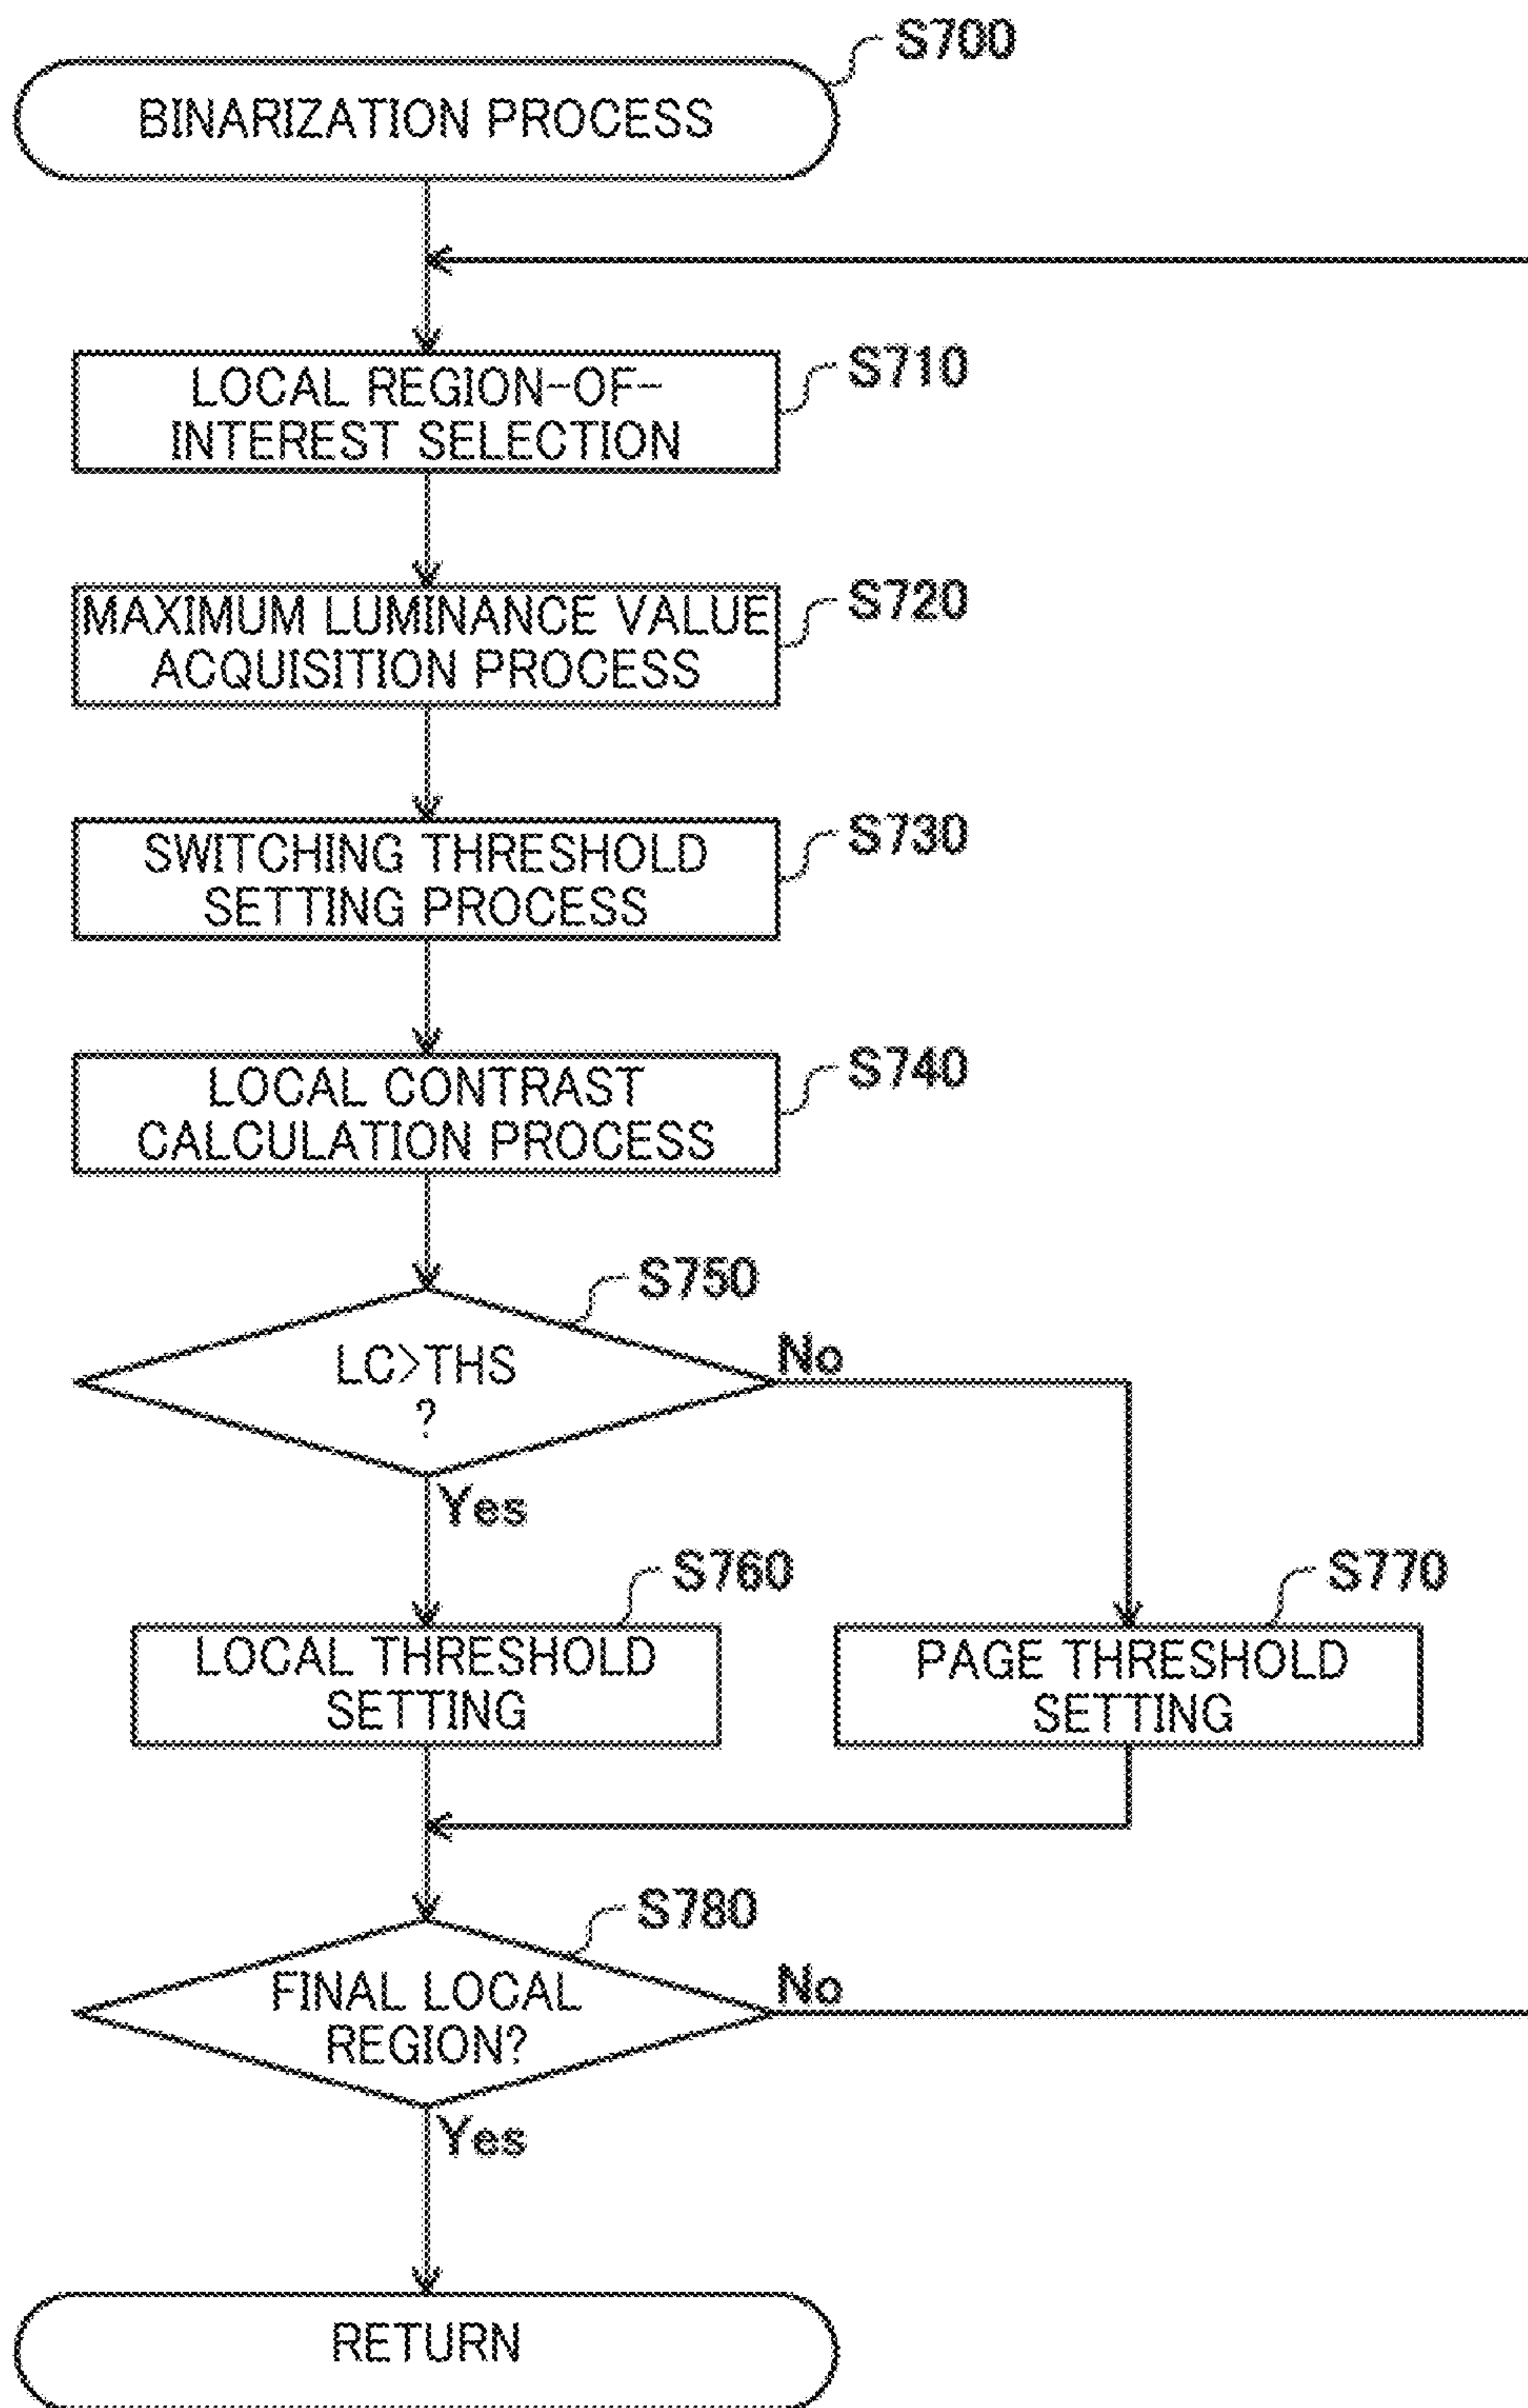 S700
BINARIZATION PROCESS
S710
LOCAL REGION-OF-
INTEREST SELECTION
S720
MAXIMUM LUMINANCE VALUE
ACQUISITION PROCESS
S730
SWITCHING THRESHOLD
SETTING PROCESS
S740
LOCAL CONTRAST
CALCULATION PROCESS
S750
LC>THS
?
No
Yes
S760
LOCAL THRESHOLD
SETTING
S770
PAGE THRESHOLD
SETTING
S780
FINAL LOCAL
REGION?
No
Yes
RETURN